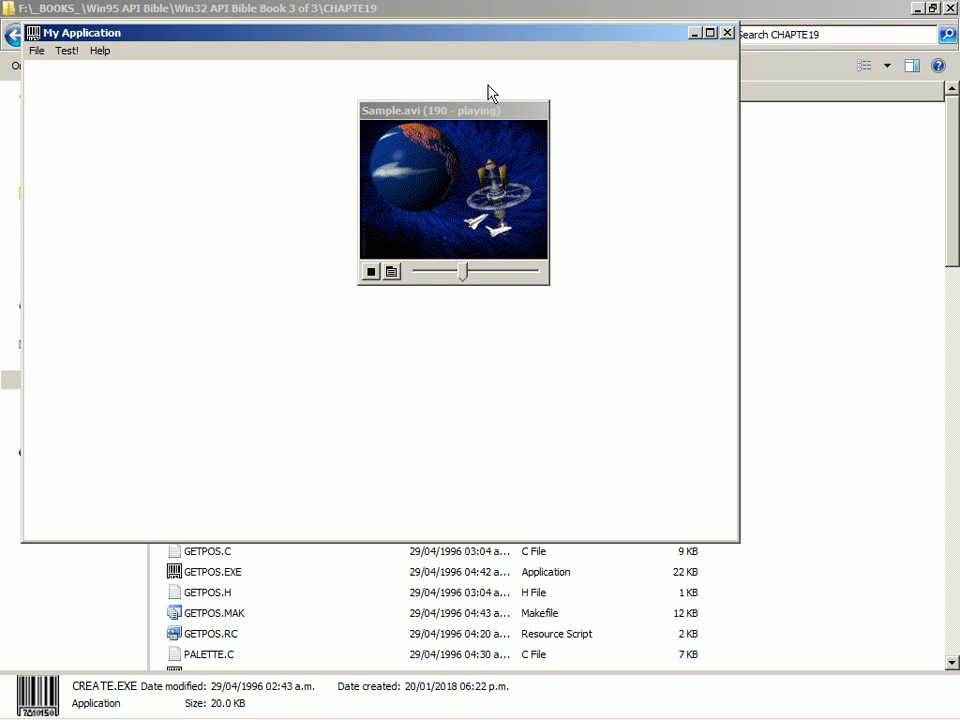 F:\_BOOKS_\Win95 API Bible\Win32 API Bible Book 3 of 3\CHAPTE19
My Application
Search CHAPTE19
File Test! Help
Sample.avi (190 - playing)
GETPOS.C 29/04/1996 03:04 a... C File 9 KB
GETPOS.EXE 29/04/1996 04:42 a... Application 22 KB
GETPOS.H 29/04/1996 03:04 a... H File 1 KB
GETPOS.MAK 29/04/1996 04:43 a... Makefile 12 KB
GETPOS.RC 29/04/1996 04:20 a... Resource Script 2 KB
PALETTE.C 29/04/1996 04:30 a... C File 7 KB
CREATE.EXE Date modified: 29/04/1996 02:43 a.m. Date created: 20/01/2018 06:22 p.m.
Application Size: 20.0 KB